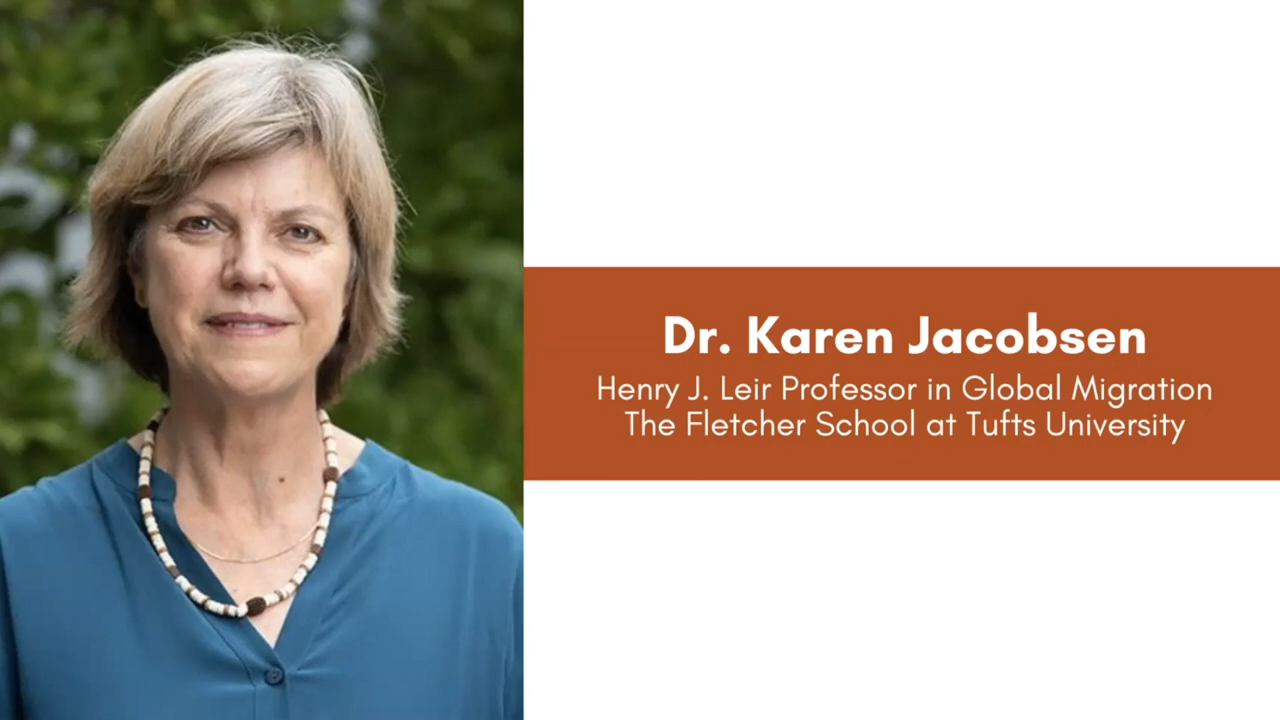 Dr. Karen Jacobsen
Henry J. Leir Professor in Global Migration
The Fletcher School at Tufts University